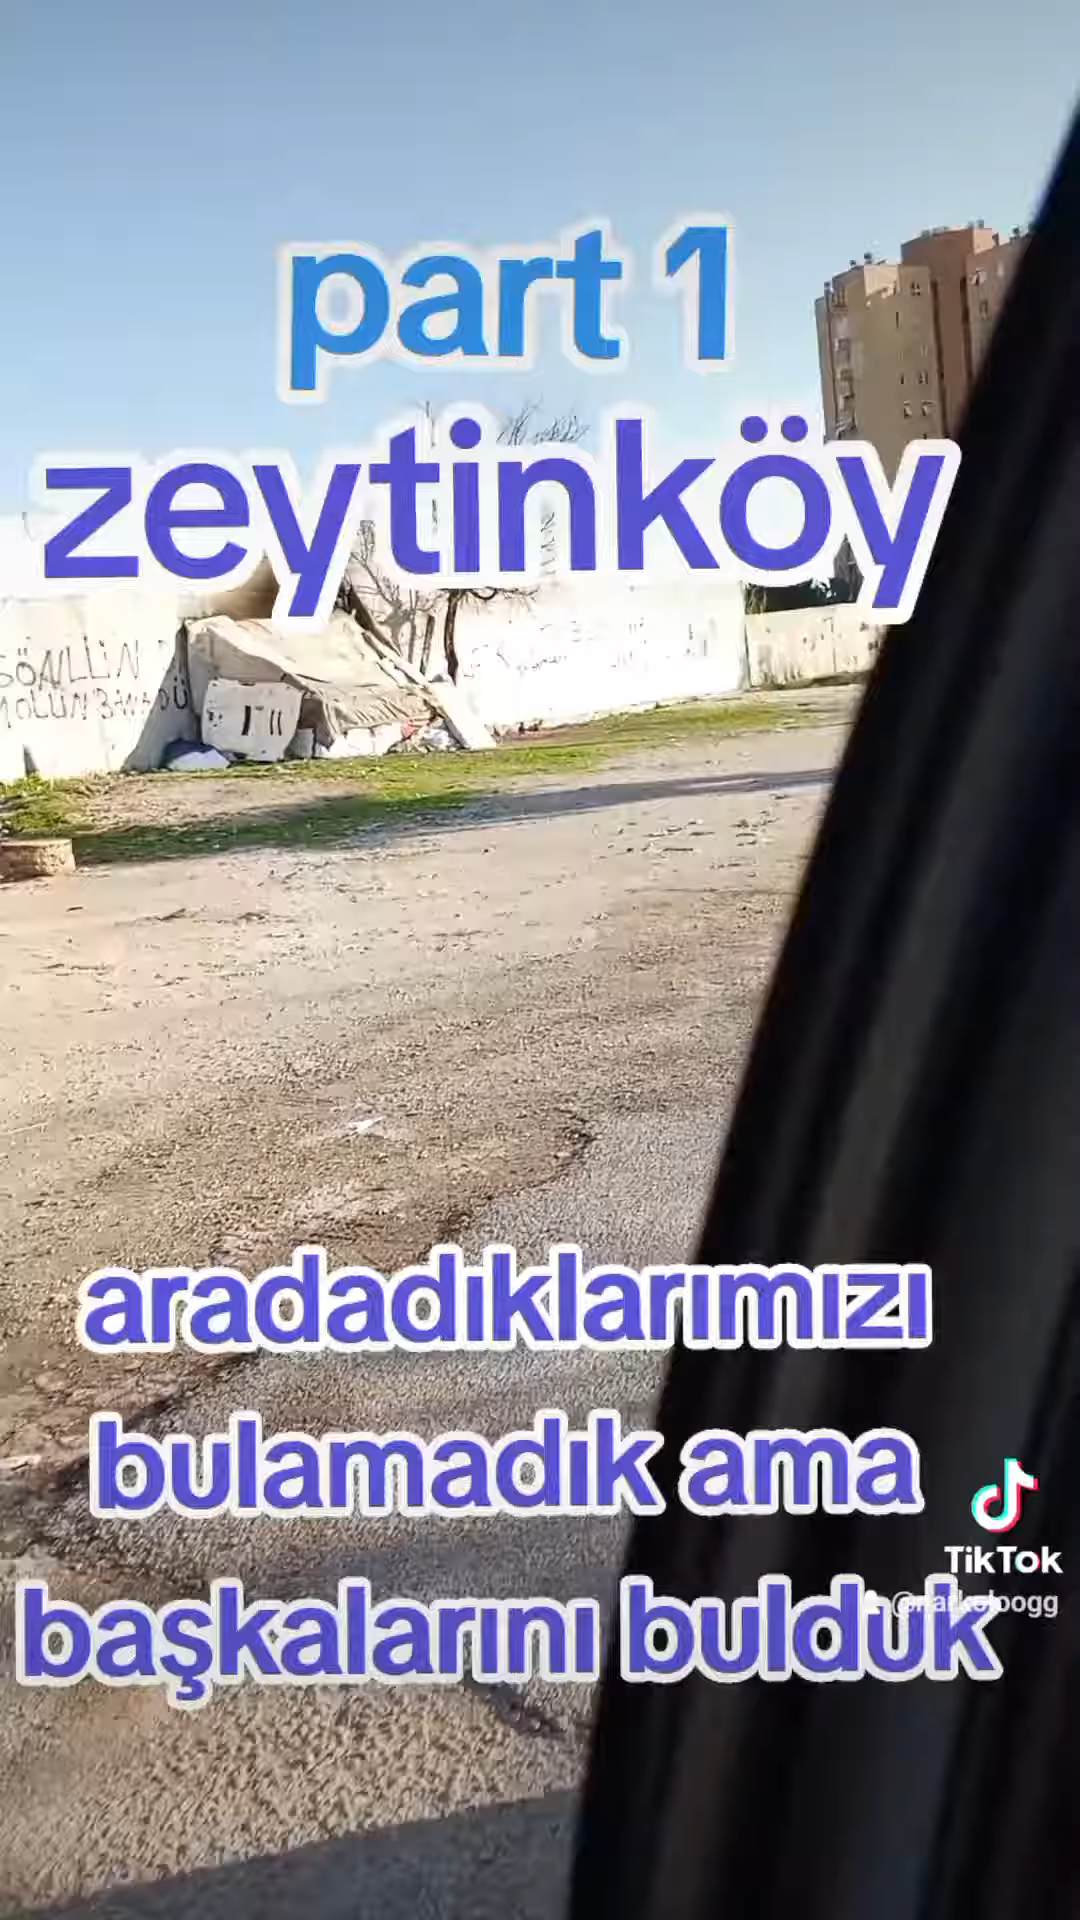 part 1
zeytinköy
aradadıklarımızı
bulamadık ama
başkalarını bulduk
TikTok